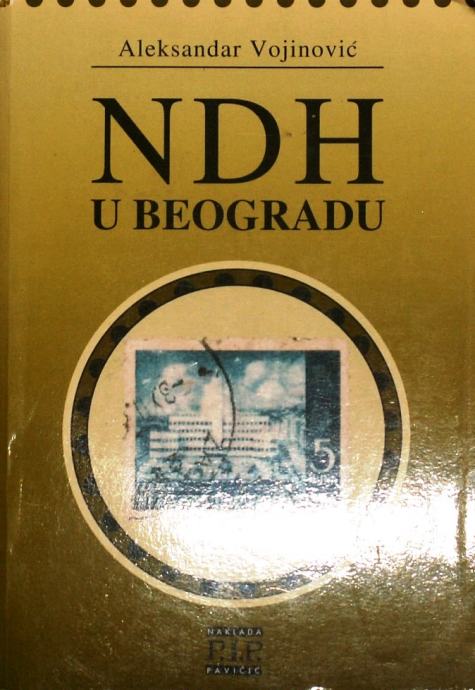 Aleksandar Vojinović
NDH
U BEOGRADU
5
NAKLADA
P.I.P.
PAVIČIĆ